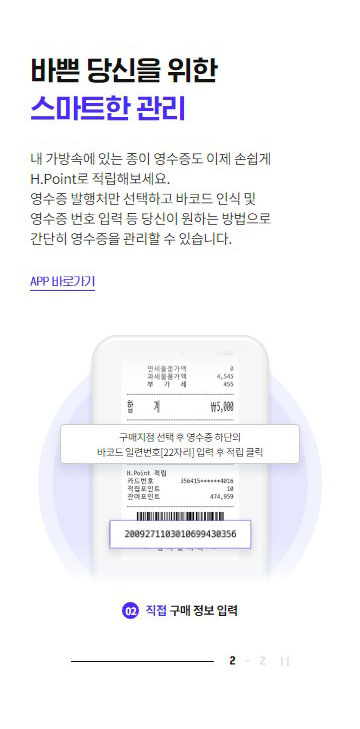 바쁜 당신을 위한
스마트한 관리
내 가방속에 있는 종이 영수증도 이제 손쉽게
H.Point로 적립해보세요.
영수증 발행처만 선택하고 바코드 인식 및
영수증 번호 입력 등 당신이 원하는 방법으로
간단히 영수증을 관리할 수 있습니다.
APP 바로가기
면세물품가액 0
과세물품가액 4,545
부 가 세 455
합 계 ₩5,000
구매지점 선택 후 영수증 하단의
바코드 일련번호[22자리] 입력 후 적립 클릭
H.Point 적립
카드번호 356415******4016
적립포인트 10
잔여포인트 474,959
2009271103010699430356
02 직접 구매 정보 입력
2 - 2